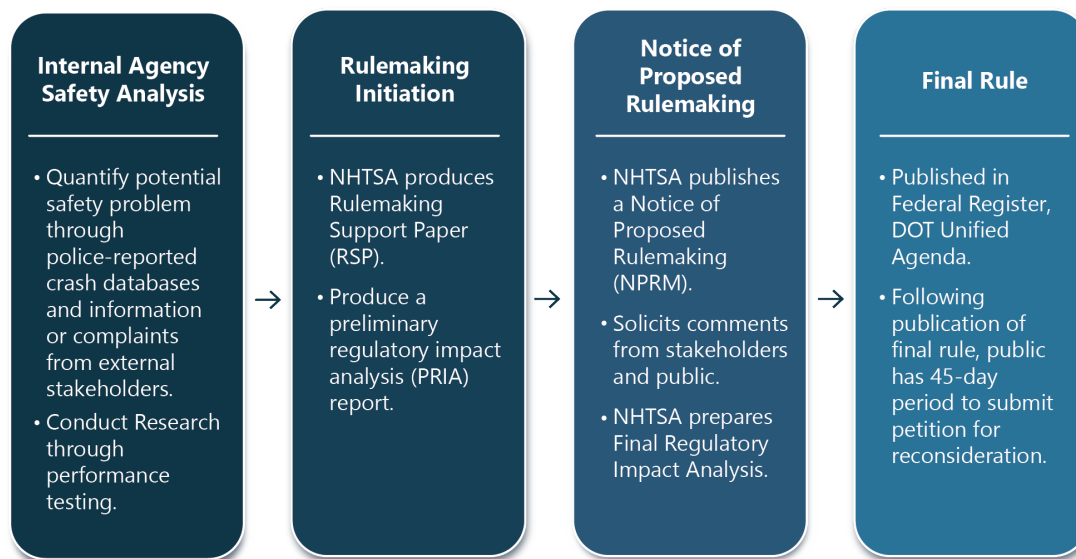 Internal Agency
Safety Analysis
• Quantify potential
safety problem
through
police-reported
crash databases
and information
or complaints
from external
stakeholders.
• Conduct Research
through
performance
testing.
→
Rulemaking
Initiation
• NHTSA produces
Rulemaking
Support Paper
(RSP).
• Produce a
preliminary
regulatory impact
analysis (PRIA)
report.
→
Notice of
Proposed
Rulemaking
• NHTSA publishes
a Notice of
Proposed
Rulemaking
(NPRM).
• Solicits comments
from stakeholders
and public.
• NHTSA prepares
Final Regulatory
Impact Analysis.
→
Final Rule
• Published in
Federal Register,
DOT Unified
Agenda.
• Following
publication of
final rule, public
has 45-day
period to submit
petition for
reconsideration.